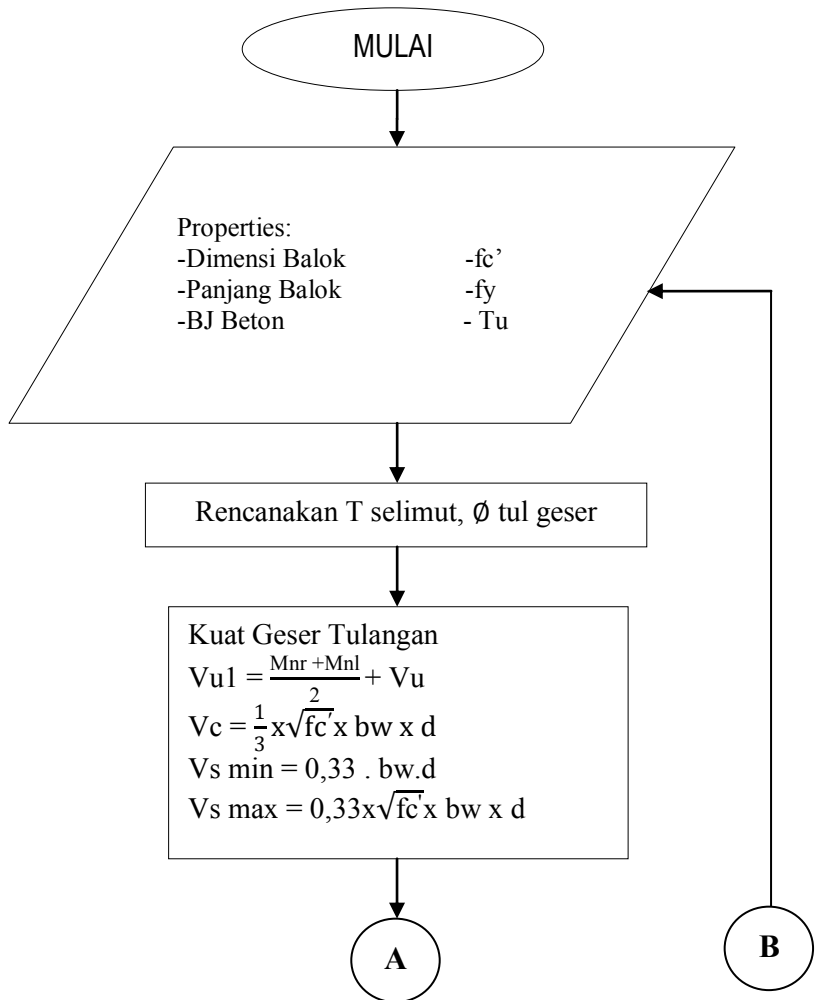 MULAI
Properties:
-Dimensi Balok -fc’
-Panjang Balok -fy
-BJ Beton - Tu
Rencanakan T selimut, Ø tul geser
Kuat Geser Tulangan
Vu1 = (Mnr +Mnl)/2 + Vu
Vc = 1/3 x√fc' x bw x d
Vs min = 0,33 . bw.d
Vs max = 0,33x√fc' x bw x d
A
B